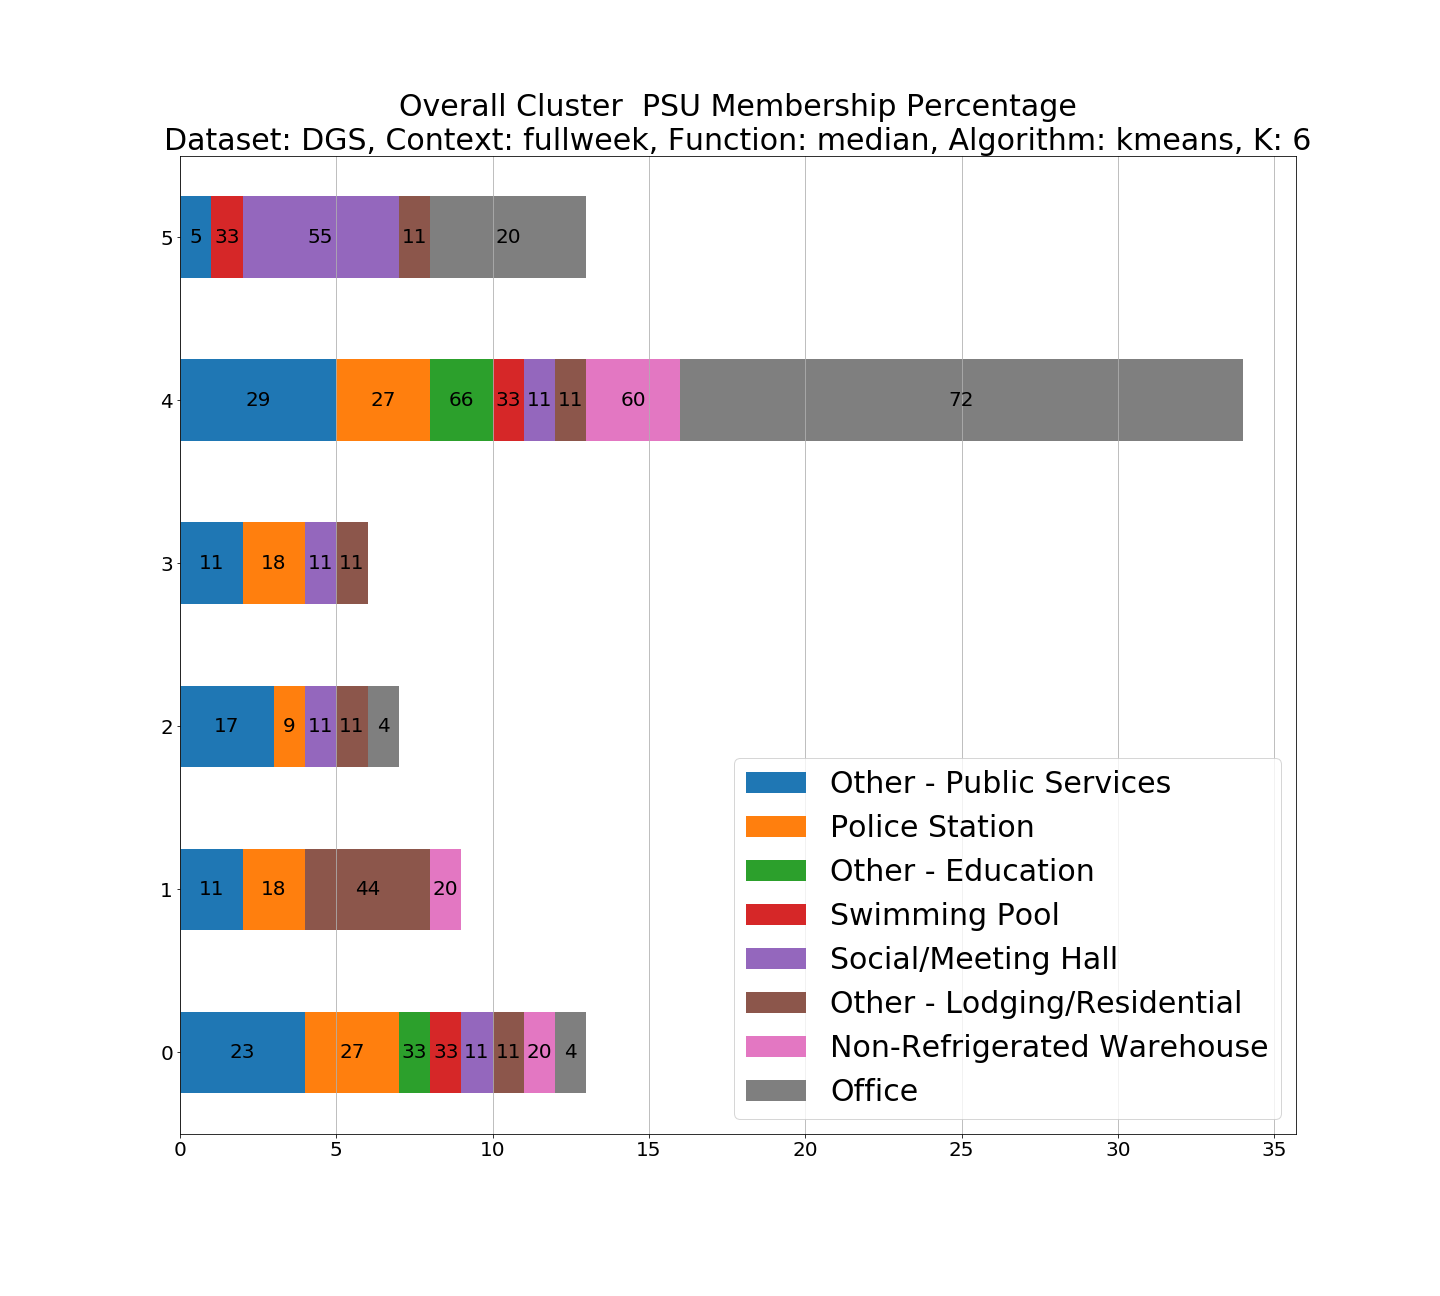 Overall Cluster  PSU Membership Percentage
Dataset: DGS, Context: fullweek, Function: median, Algorithm: kmeans, K: 6
5
5 33 55 11 20
4
29 27 66 33 11 11 60 72
3
11 18 11 11
2
17 9 11 11 4
1
11 18 44 20
0
23 27 33 33 11 11 20 4
Other - Public Services
Police Station
Other - Education
Swimming Pool
Social/Meeting Hall
Other - Lodging/Residential
Non-Refrigerated Warehouse
Office
0 5 10 15 20 25 30 35